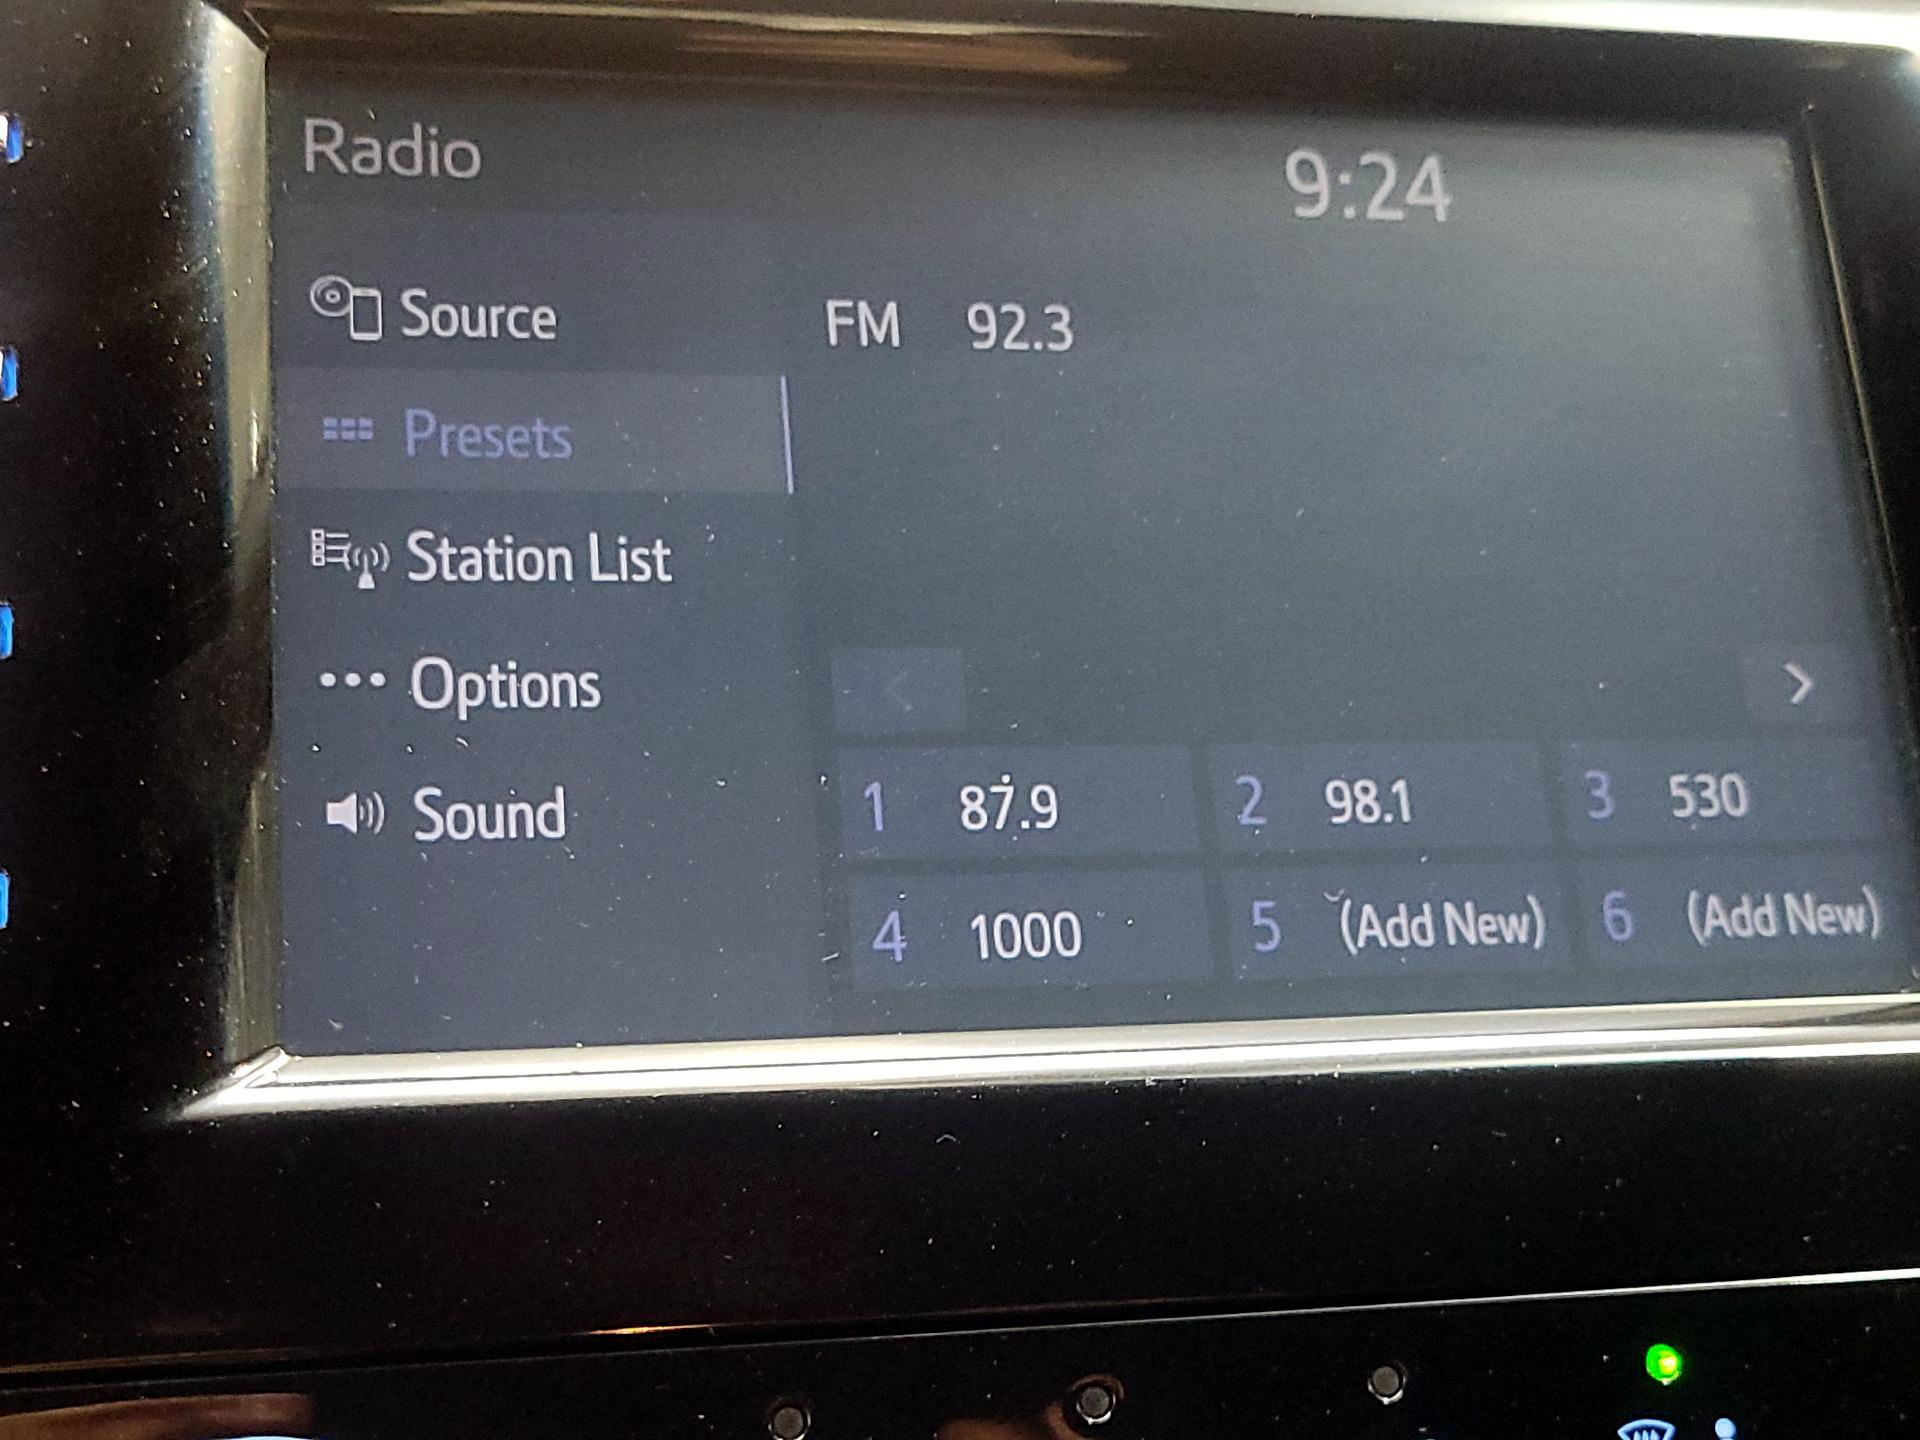 Radio
9:24
Source
FM 92.3
Presets
Station List
Options
Sound
1 87.9
2 98.1
3 530
4 1000
5 (Add New)
6 (Add New)